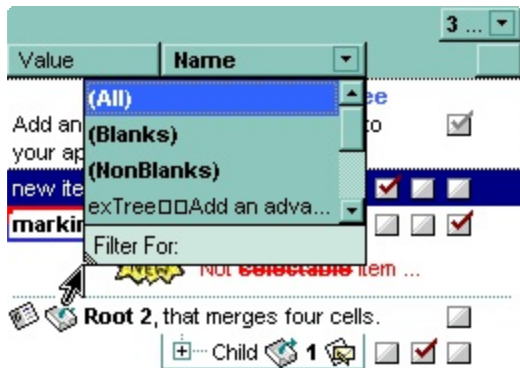 3 ...
Value Name
(All)
ee
Add an
to
(Blanks)
your ap
(NonBlanks)
new ite
exTree□□Add an adva...
markin
Filter For:
NEW Not selectable item ...
Root 2, that merges four cells.
Child 1